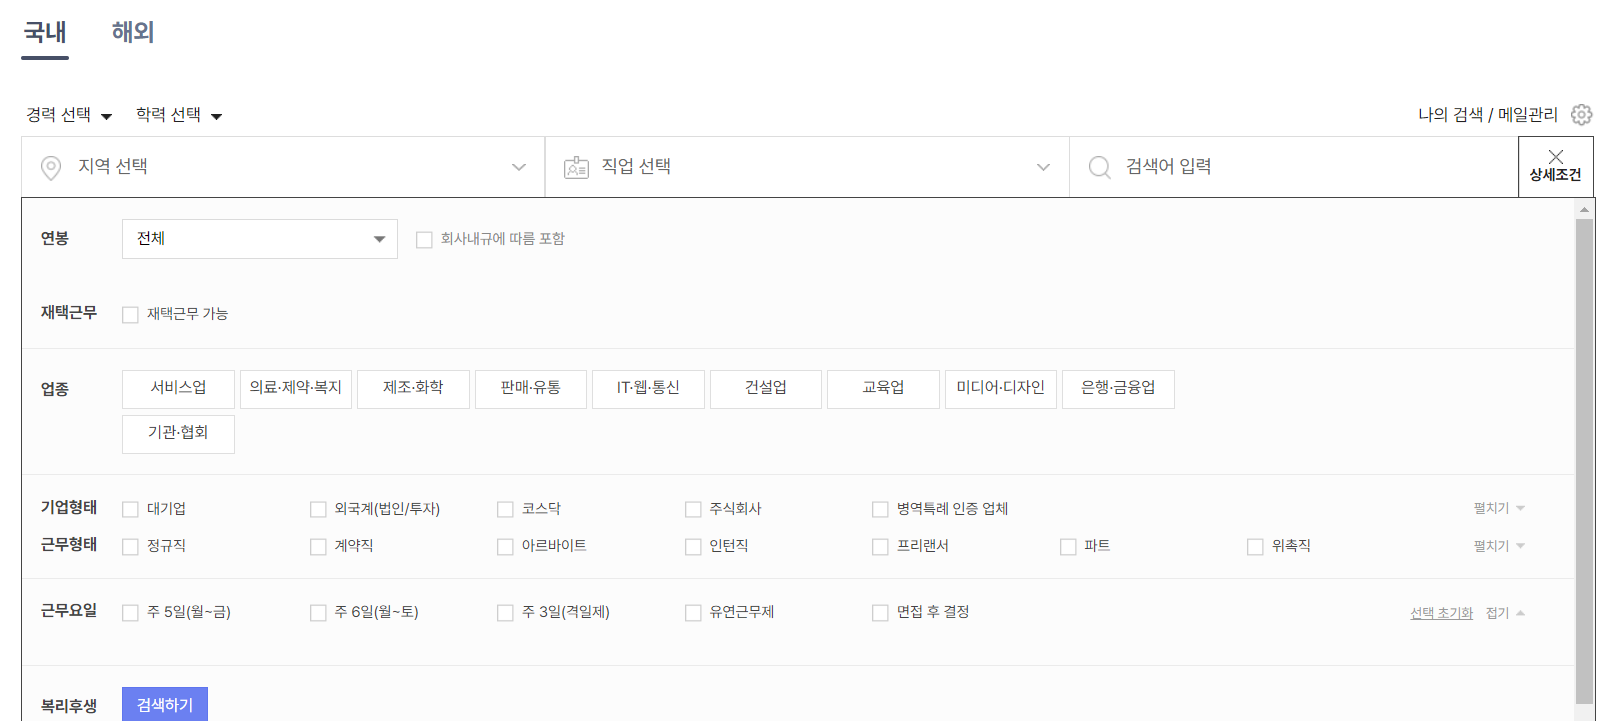 국내 해외
경력 선택 학력 선택 나의 검색 / 메일관리
지역 선택 직업 선택 검색어 입력 상세조건
연봉 전체 회사내규에 따름 포함
재택근무 재택근무 가능
업종 서비스업 의료·제약·복지 제조·화학 판매·유통 IT·웹·통신 건설업 교육업 미디어·디자인 은행·금융업
기관·협회
기업형태 대기업 외국계(법인/투자) 코스닥 주식회사 병역특례 인증 업체 펼치기
근무형태 정규직 계약직 아르바이트 인턴직 프리랜서 파트 위촉직 펼치기
근무요일 주 5일(월~금) 주 6일(월~토) 주 3일(격일제) 유연근무제 면접 후 결정 선택 초기화 접기
복리후생 검색하기